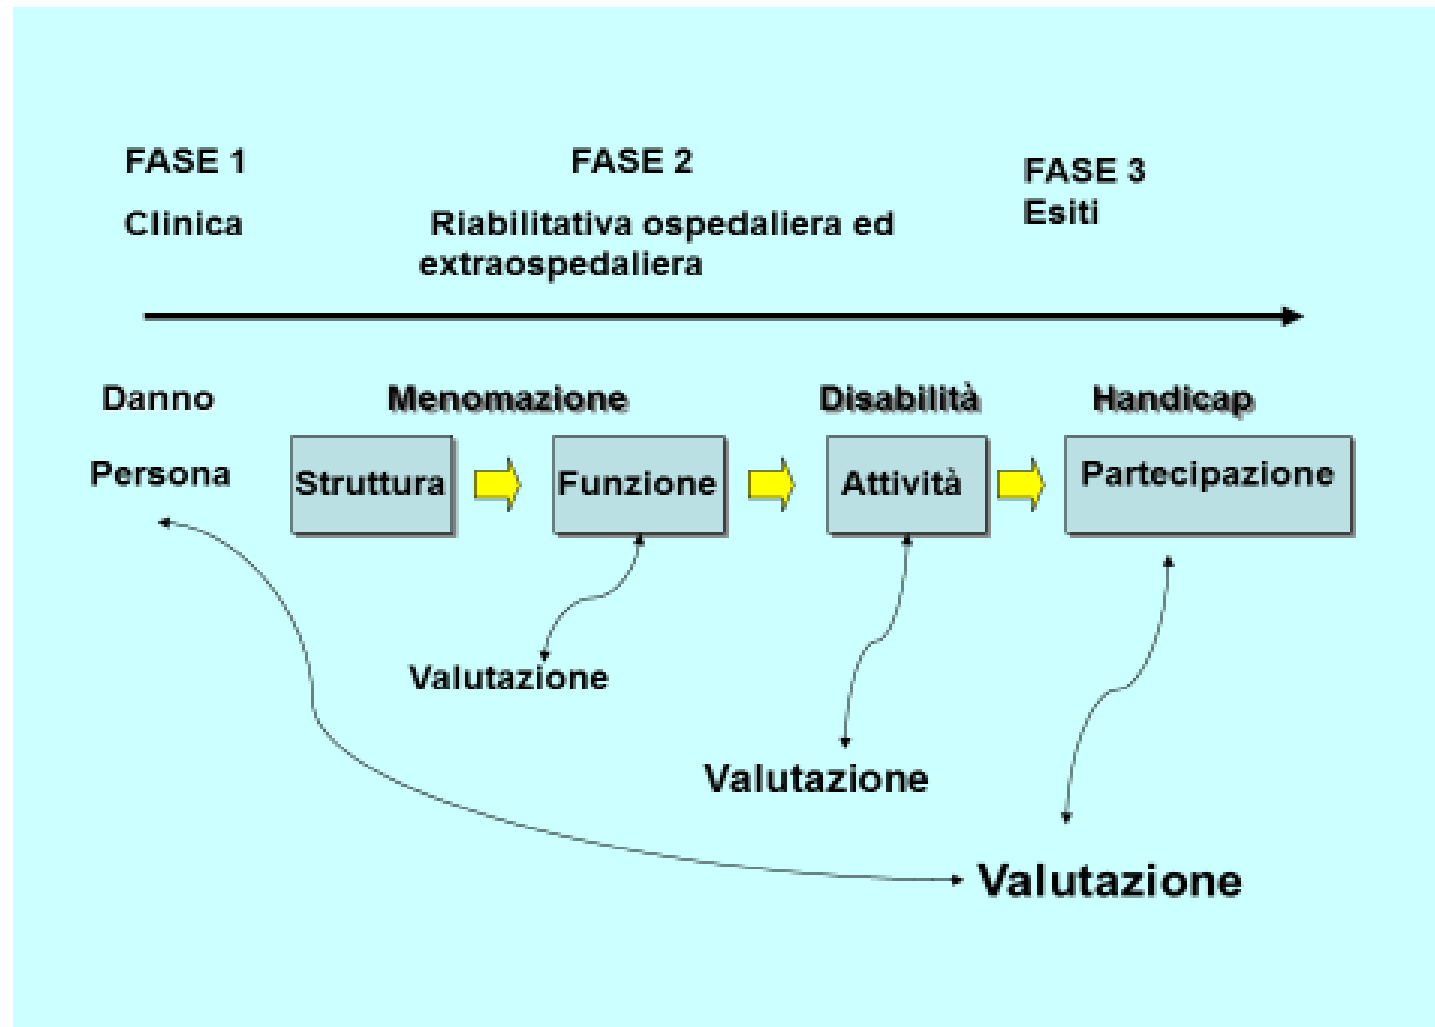 FASE 1
Clinica
FASE 2
Riabilitativa ospedaliera ed
extraospedaliera
FASE 3
Esiti
Danno
Menomazione
Disabilità
Handicap
Persona
Struttura
Funzione
Attività
Partecipazione
Valutazione
Valutazione
Valutazione